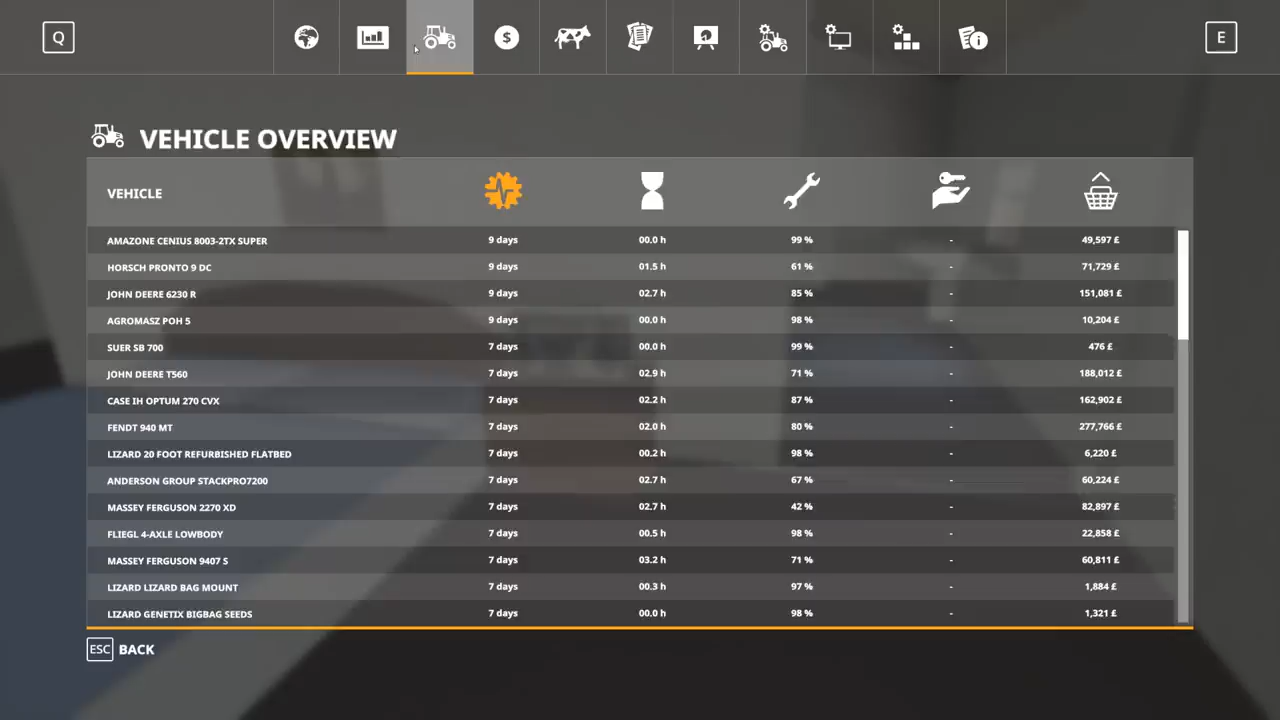 Q
$
E
VEHICLE OVERVIEW
VEHICLE
AMAZONE CENIUS 8003-2TX SUPER 9 days 00.0 h 99 % - 49,597 £
HORSCH PRONTO 9 DC 9 days 01.5 h 61 % - 71,729 £
JOHN DEERE 6230 R 9 days 02.7 h 85 % - 151,081 £
AGROMASZ POH 5 9 days 00.0 h 98 % - 10,204 £
SUER SB 700 7 days 00.0 h 99 % - 476 £
JOHN DEERE T560 7 days 02.9 h 71 % - 188,012 £
CASE IH OPTUM 270 CVX 7 days 02.2 h 87 % - 162,902 £
FENDT 940 MT 7 days 02.0 h 80 % - 277,766 £
LIZARD 20 FOOT REFURBISHED FLATBED 7 days 00.2 h 98 % - 6,220 £
ANDERSON GROUP STACKPRO7200 7 days 02.7 h 67 % - 60,224 £
MASSEY FERGUSON 2270 XD 7 days 02.7 h 42 % - 82,897 £
FLIEGL 4-AXLE LOWBODY 7 days 00.5 h 98 % - 22,858 £
MASSEY FERGUSON 9407 S 7 days 03.2 h 71 % - 60,811 £
LIZARD LIZARD BAG MOUNT 7 days 00.3 h 97 % - 1,884 £
LIZARD GENETIX BIGBAG SEEDS 7 days 00.0 h 98 % - 1,321 £
ESC BACK